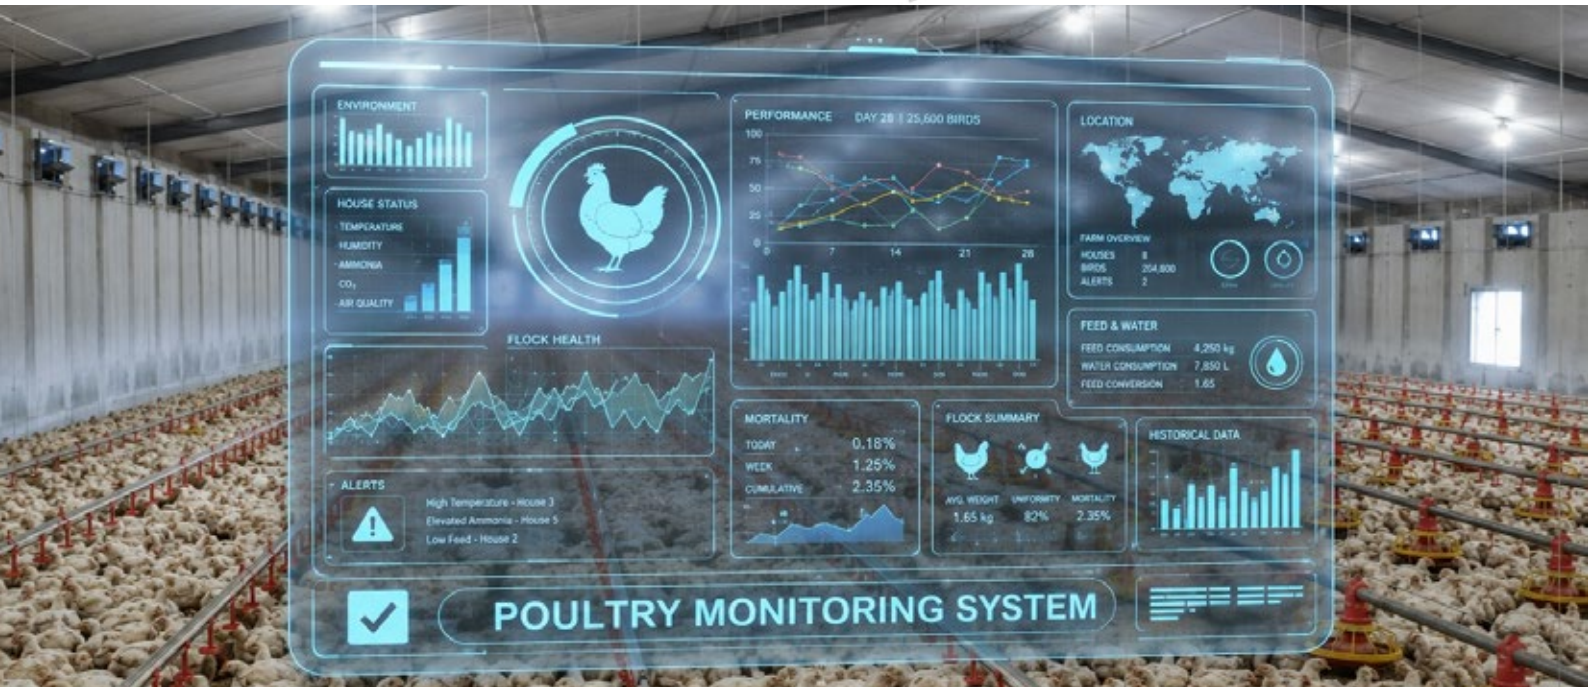 ENVIRONMENT
HOUSE STATUS
TEMPERATURE
HUMIDITY
AMMONIA
CO₂
AIR QUALITY
FLOCK HEALTH
ALERTS
High Temperature - House 3
Elevated Ammonia - House 5
Low Feed - House 2
PERFORMANCE DAY 28 | 25,600 BIRDS
100
75
50
25
0
0 7 14 21 28
MORTALITY
TODAY 0.18%
WEEK 1.25%
CUMULATIVE 2.35%
FLOCK SUMMARY
AVG. WEIGHT UNIFORMITY MORTALITY
1.65 kg 82% 2.35%
LOCATION
FARM OVERVIEW
HOUSES 8
BIRDS 204,800
ALERTS 2
FEED & WATER
FEED CONSUMPTION 4,250 kg
WATER CONSUMPTION 7,850 L
FEED CONVERSION 1.65
HISTORICAL DATA
POULTRY MONITORING SYSTEM